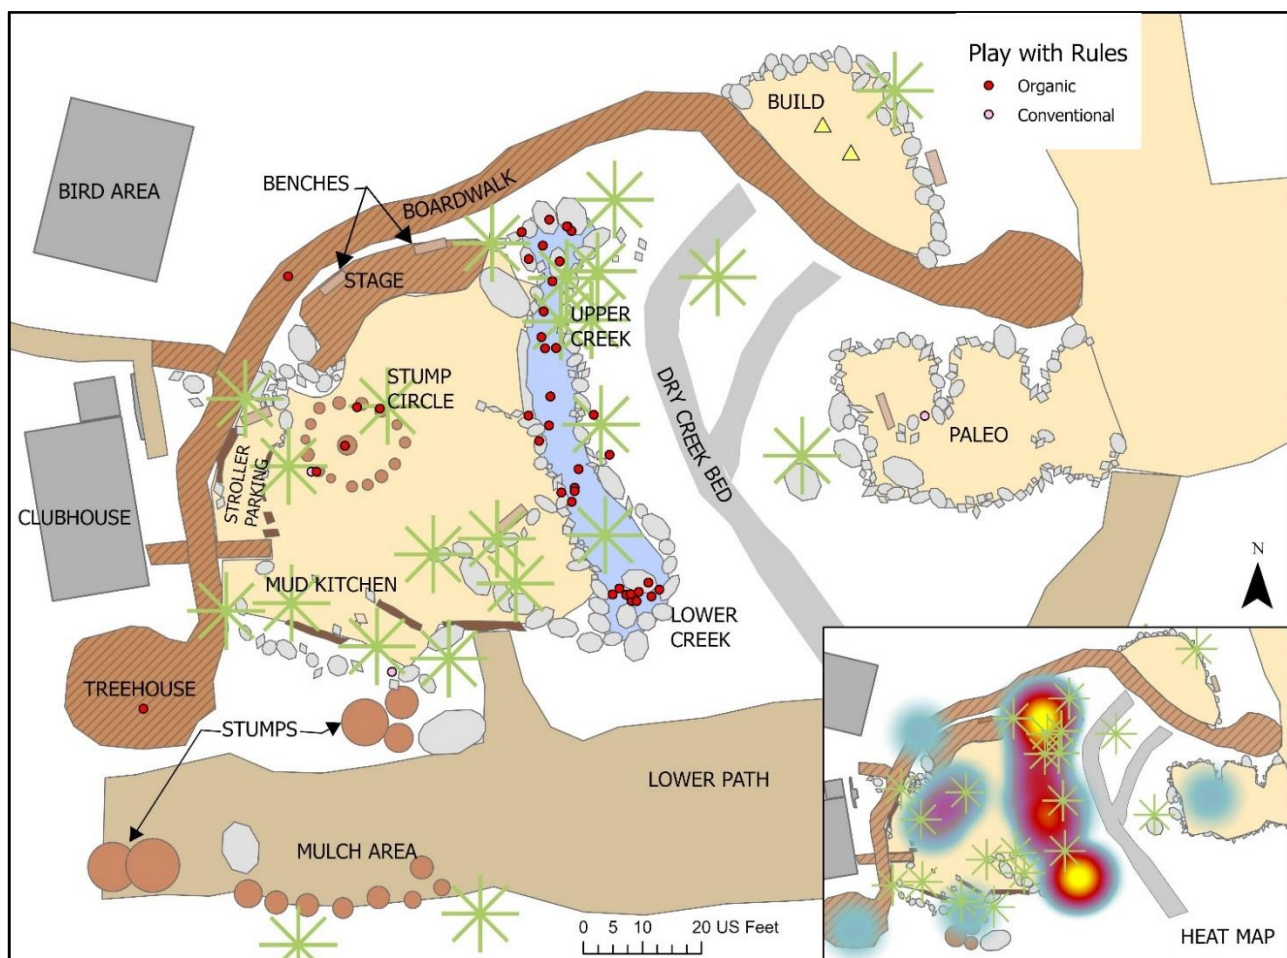 Play with Rules
Organic
Conventional
BUILD
BIRD AREA
BENCHES
BOARDWALK
STAGE
UPPER
CREEK
STUMP
CIRCLE
DRY CREEK BED
PALEO
STROLLER
PARKING
CLUBHOUSE
MUD KITCHEN
LOWER
CREEK
N
TREEHOUSE
STUMPS
LOWER PATH
MULCH AREA
0 5 10 20 US Feet
HEAT MAP